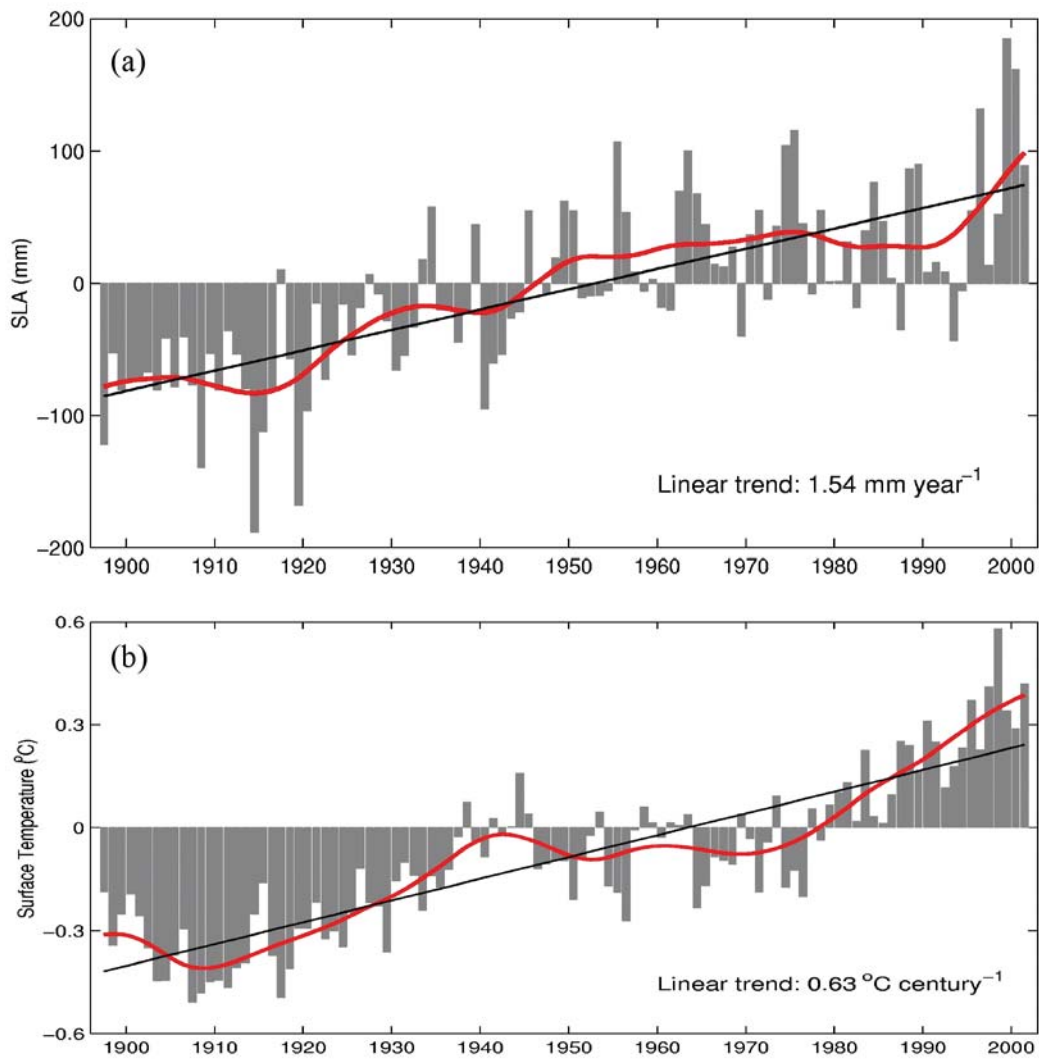 200
(a)
100
0
−100
−200
SLA (mm)
Linear trend: 1.54 mm year⁻¹
1900 1910 1920 1930 1940 1950 1960 1970 1980 1990 2000
0.6
(b)
0.3
0
−0.3
−0.6
Surface Temperature (ºC)
Linear trend: 0.63 ºC century⁻¹
1900 1910 1920 1930 1940 1950 1960 1970 1980 1990 2000